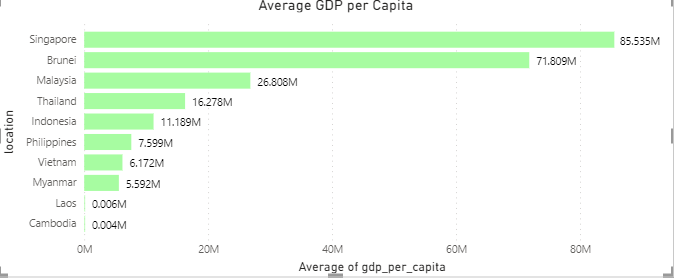 Average GDP per Capita
location
Singapore 85.535M
Brunei 71.809M
Malaysia 26.808M
Thailand 16.278M
Indonesia 11.189M
Philippines 7.599M
Vietnam 6.172M
Myanmar 5.592M
Laos 0.006M
Cambodia 0.004M
0M 20M 40M 60M 80M
Average of gdp_per_capita